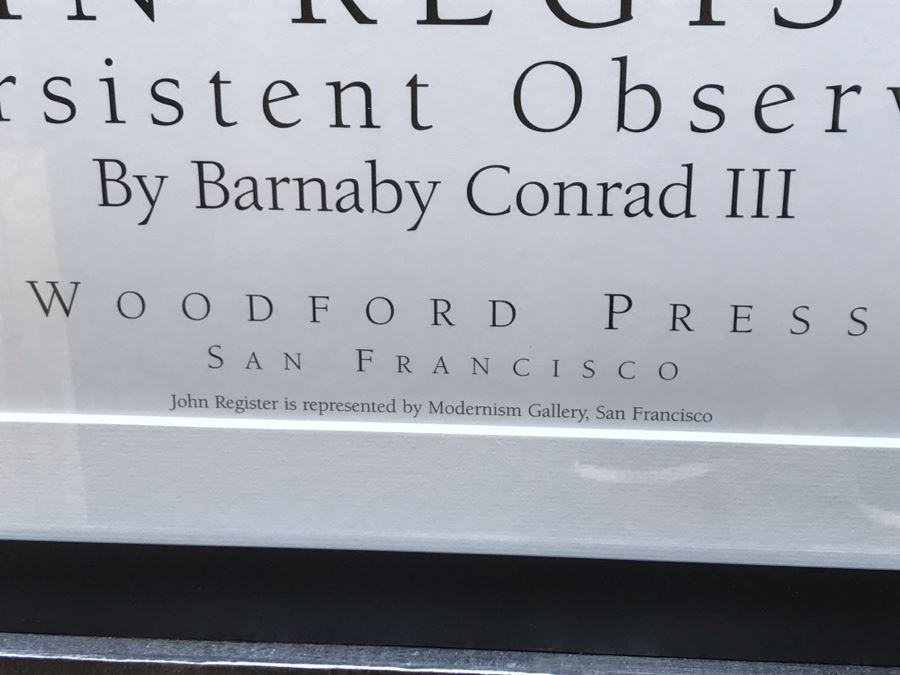 rsistent Observ
By Barnaby Conrad III
WOODFORD PRESS
SAN FRANCISCO
John Register is represented by Modernism Gallery, San Francisco